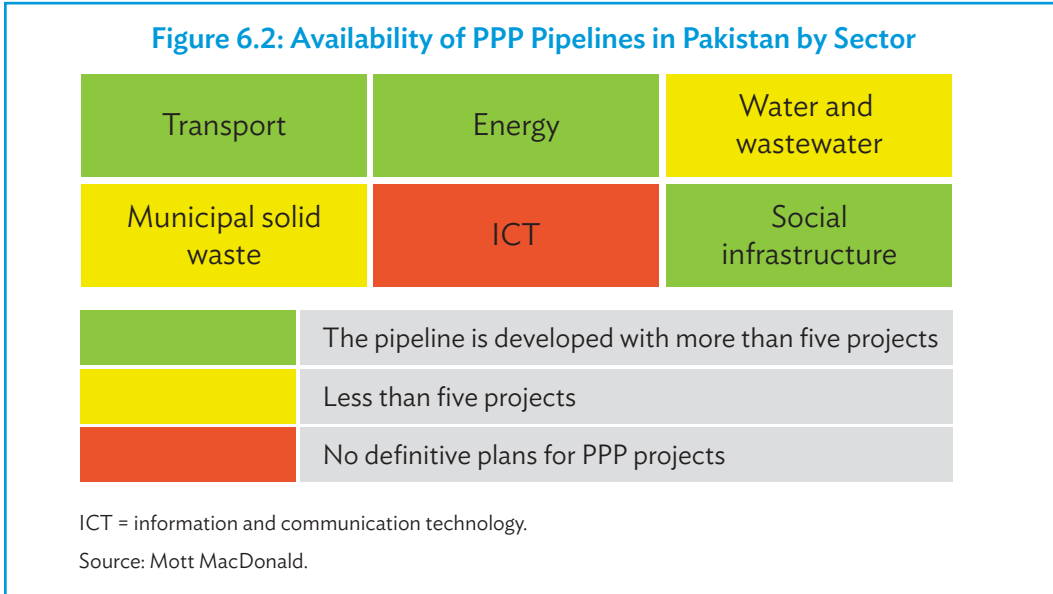 Figure 6.2: Availability of PPP Pipelines in Pakistan by Sector
Transport
Energy
Water and
wastewater
Municipal solid
waste
ICT
Social
infrastructure
The pipeline is developed with more than five projects
Less than five projects
No definitive plans for PPP projects
ICT = information and communication technology.
Source: Mott MacDonald.